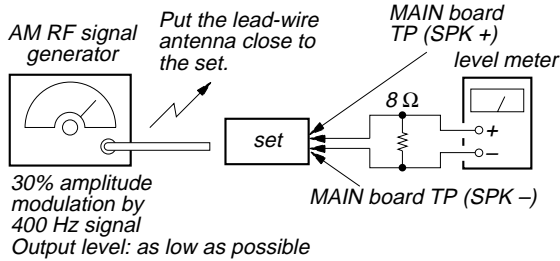 AM RF signal
generator
Put the lead-wire
antenna close to
the set.
MAIN board
TP (SPK +)
level meter
8 Ω
set
+
–
MAIN board TP (SPK –)
30% amplitude
modulation by
400 Hz signal
Output level: as low as possible